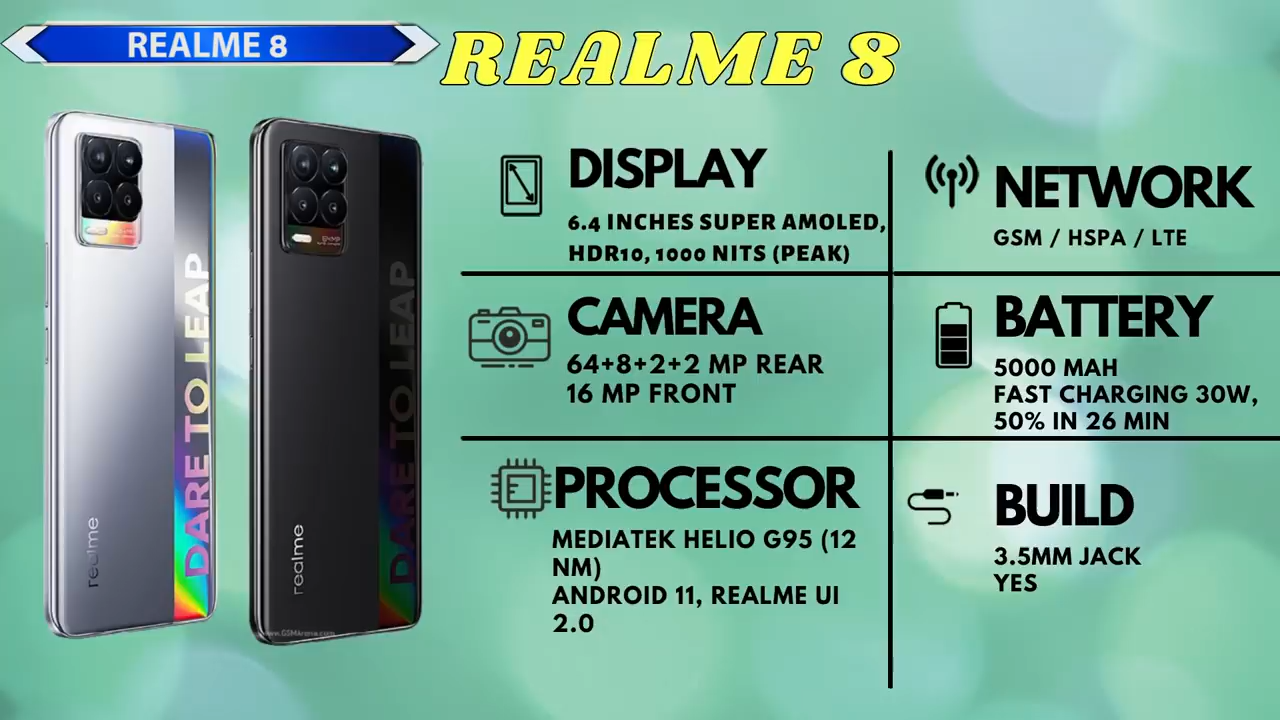 REALME 8
REALME 8
DISPLAY
6.4 INCHES SUPER AMOLED,
HDR10, 1000 NITS (PEAK)
NETWORK
GSM / HSPA / LTE
CAMERA
64+8+2+2 MP REAR
16 MP FRONT
BATTERY
5000 MAH
FAST CHARGING 30W,
50% IN 26 MIN
PROCESSOR
MEDIATEK HELIO G95 (12
NM)
ANDROID 11, REALME UI
2.0
BUILD
3.5MM JACK
YES
DARE TO LEAP
realme
DARE TO LEAP
realme